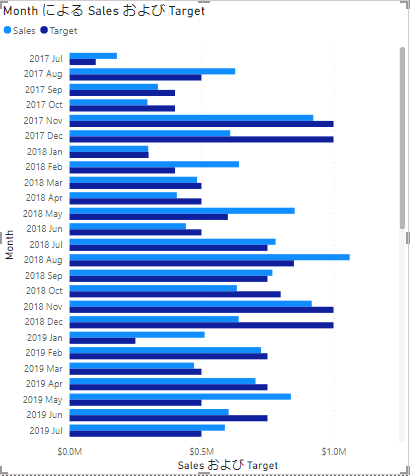 Month による Sales および Target
Sales Target
2017 Jul
2017 Aug
2017 Sep
2017 Oct
2017 Nov
2017 Dec
2018 Jan
2018 Feb
2018 Mar
2018 Apr
2018 May
2018 Jun
2018 Jul
2018 Aug
2018 Sep
2018 Oct
2018 Nov
2018 Dec
2019 Jan
2019 Feb
2019 Mar
2019 Apr
2019 May
2019 Jun
2019 Jul
Month
$0.0M $0.5M $1.0M
Sales および Target